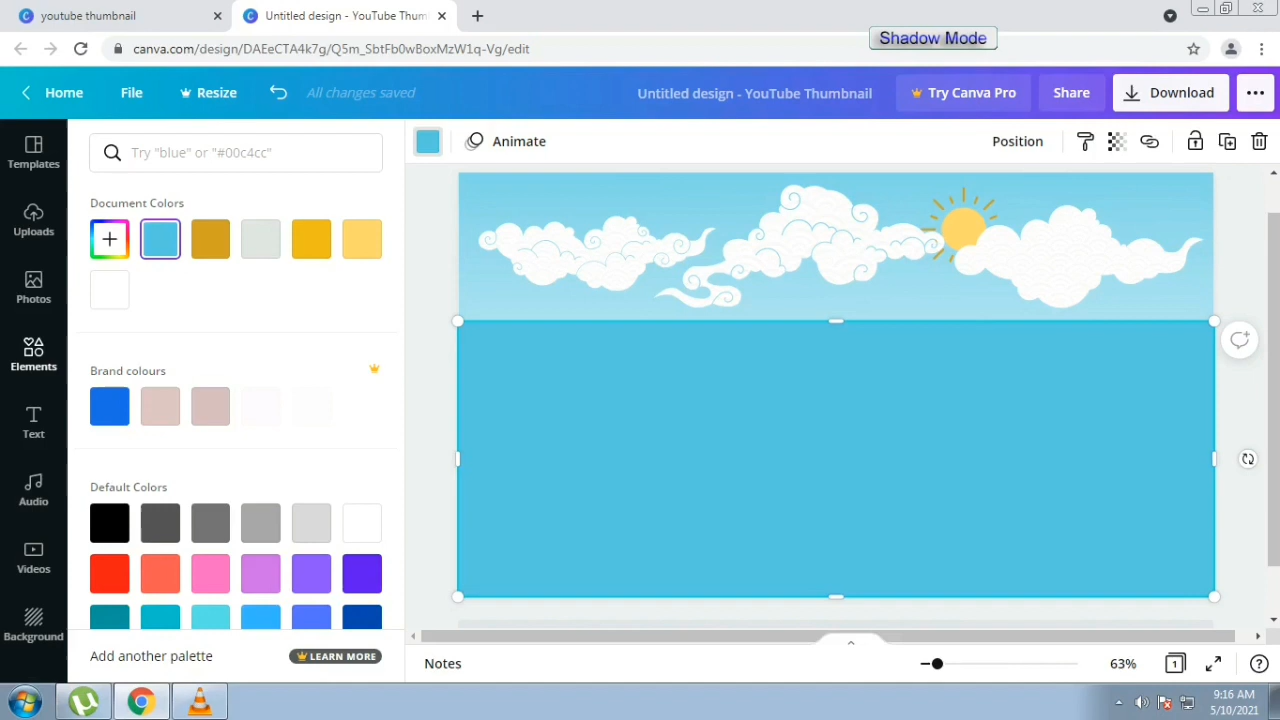 youtube thumbnail
Untitled design - YouTube Thum
canva.com/design/DAEeCTA4k7g/Q5m_SbtFb0wBoxMzW1q-Vg/edit
Shadow Mode
Home
File
Resize
All changes saved
Untitled design - YouTube Thumbnail
Try Canva Pro
Share
Download
Templates
Uploads
Photos
Elements
Text
Audio
Videos
Background
Try "blue" or "#00c4cc"
Document Colors
Brand colours
Default Colors
Add another palette
LEARN MORE
Animate
Position
Notes
63%
1
9:16 AM
5/10/2021